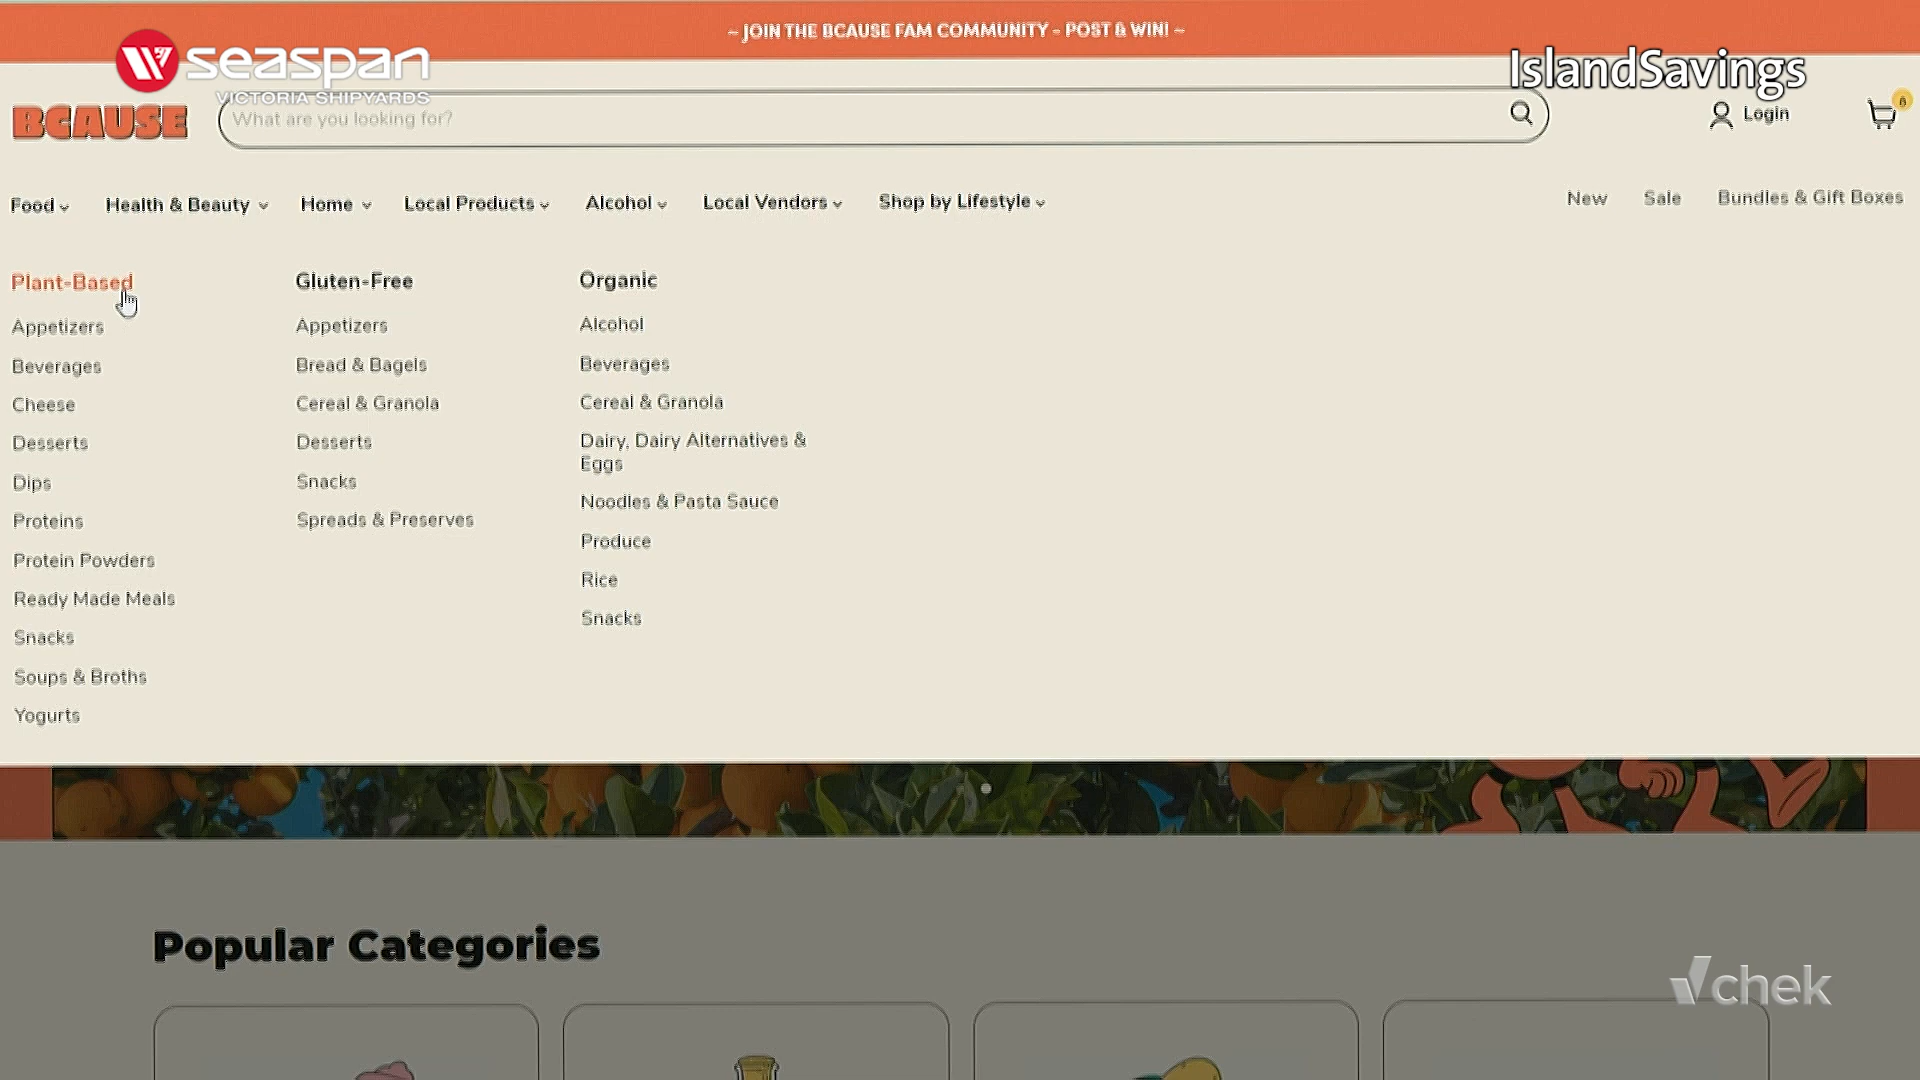 ~ JOIN THE BCAUSE FAM COMMUNITY - POST & WIN! ~
seaspan
VICTORIA SHIPYARDS
IslandSavings
BCAUSE
What are you looking for?
Login
0
Food
Health & Beauty
Home
Local Products
Alcohol
Local Vendors
Shop by Lifestyle
New
Sale
Bundles & Gift Boxes
Plant-Based
Appetizers
Beverages
Cheese
Desserts
Dips
Proteins
Protein Powders
Ready Made Meals
Snacks
Soups & Broths
Yogurts
Gluten-Free
Appetizers
Bread & Bagels
Cereal & Granola
Desserts
Snacks
Spreads & Preserves
Organic
Alcohol
Beverages
Cereal & Granola
Dairy, Dairy Alternatives &
Eggs
Noodles & Pasta Sauce
Produce
Rice
Snacks
Popular Categories
chek